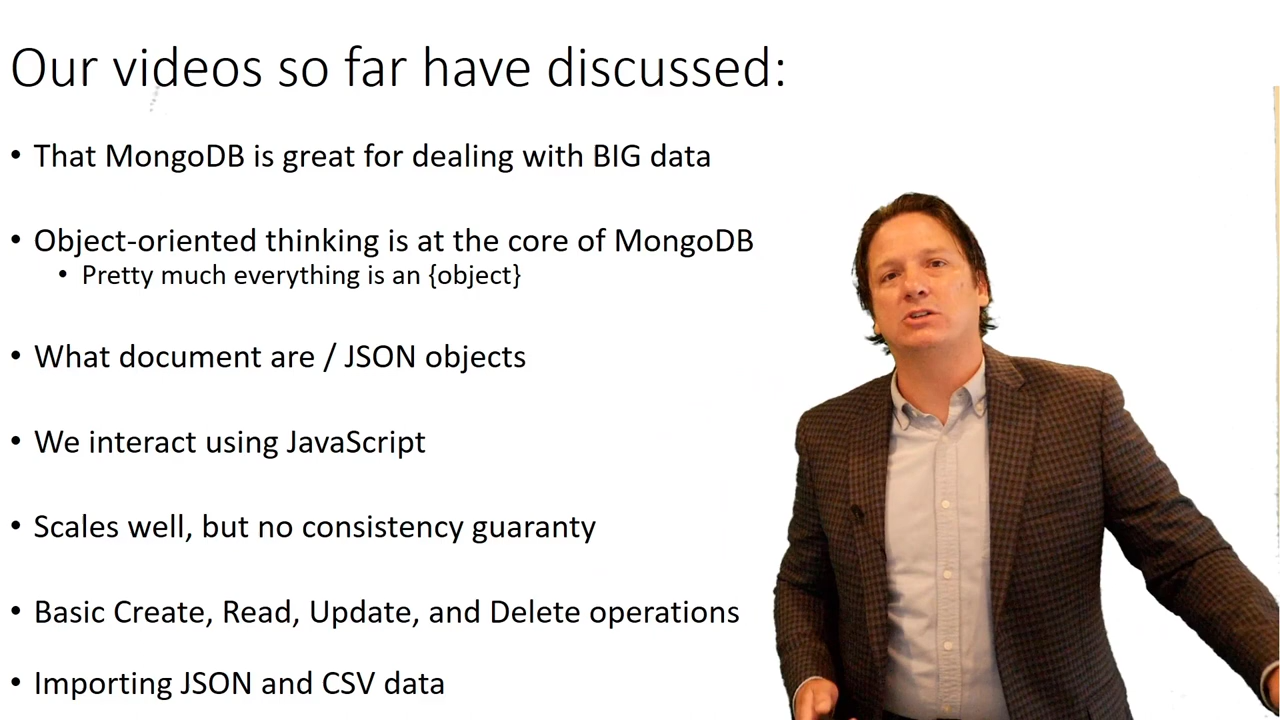 Our videos so far have discussed:
• That MongoDB is great for dealing with BIG data
• Object-oriented thinking is at the core of MongoDB
• Pretty much everything is an {object}
• What document are / JSON objects
• We interact using JavaScript
• Scales well, but no consistency guaranty
• Basic Create, Read, Update, and Delete operations
• Importing JSON and CSV data